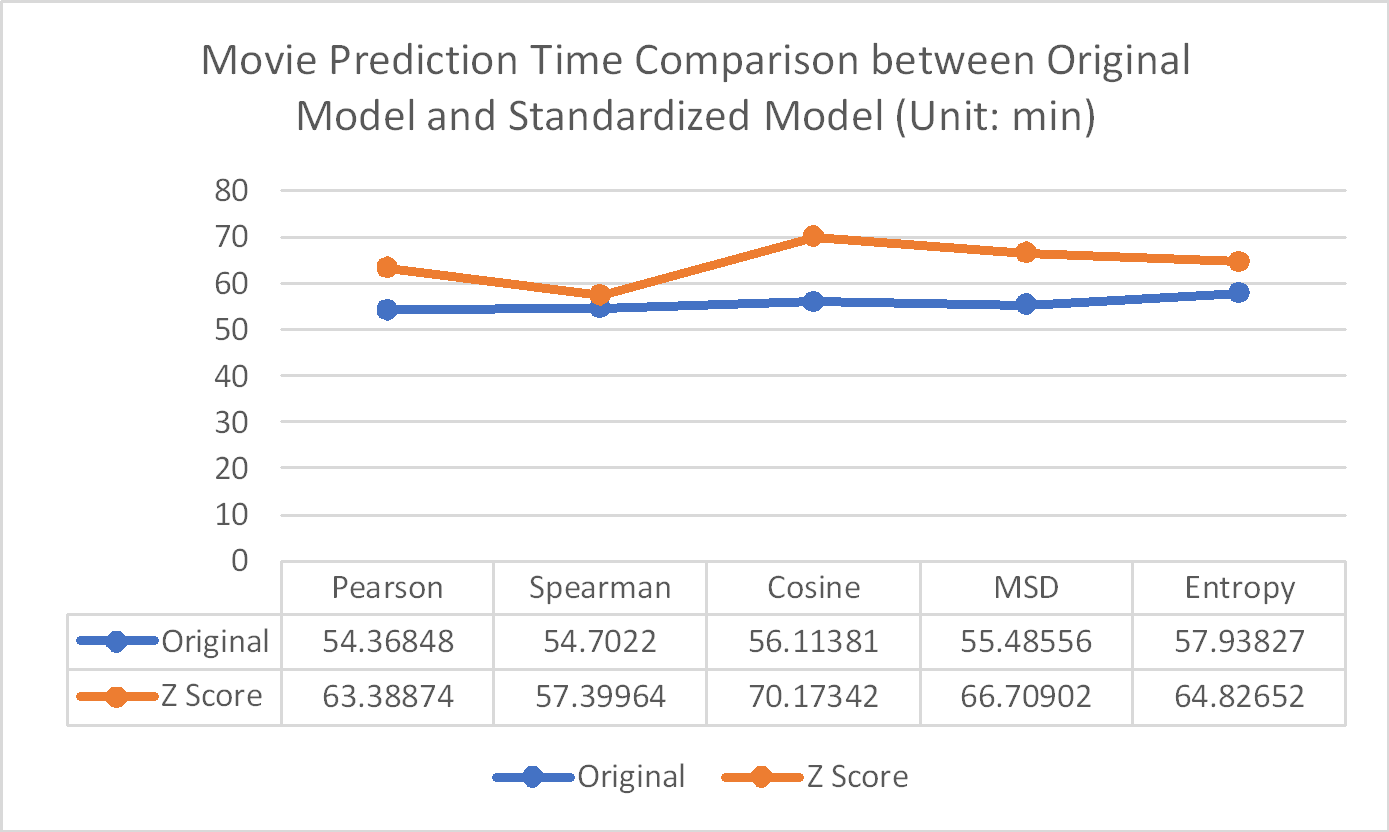 Movie Prediction Time Comparison between Original
Model and Standardized Model (Unit: min)
80
70
60
50
40
30
20
10
0
Pearson Spearman Cosine MSD Entropy
Original 54.36848 54.7022 56.11381 55.48556 57.93827
Z Score 63.38874 57.39964 70.17342 66.70902 64.82652
Original Z Score